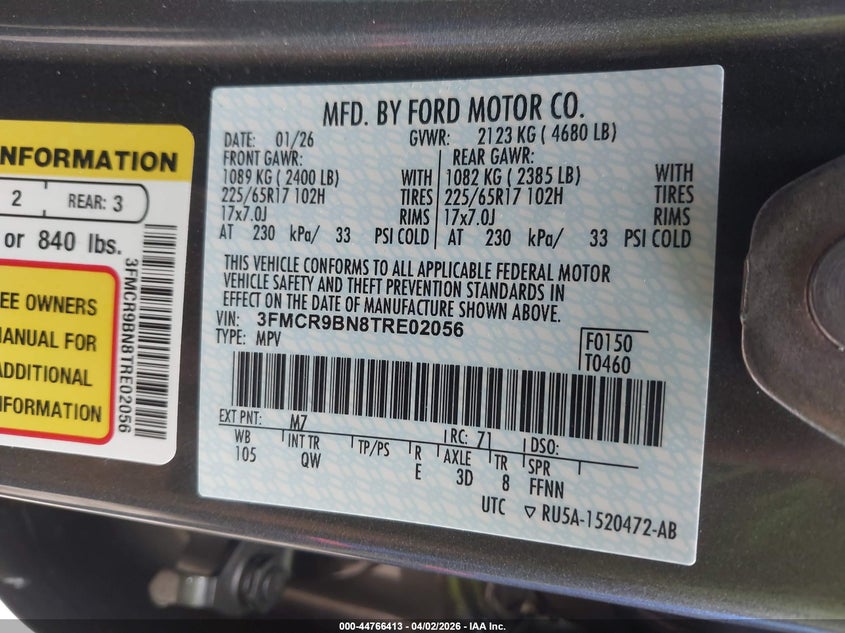 INFORMATION
2 REAR: 3
or 840 lbs.
EE OWNERS
MANUAL FOR
ADDITIONAL
NFORMATION
3FMCR9BN8TRE02056
MFD. BY FORD MOTOR CO.
DATE: 01/26 GVWR: 2123 KG ( 4680 LB)
FRONT GAWR: REAR GAWR:
1089 KG ( 2400 LB) WITH 1082 KG ( 2385 LB) WITH
225/65R17 102H TIRES 225/65R17 102H TIRES
17x7.0J RIMS 17x7.0J RIMS
AT 230 kPa/ 33 PSI COLD AT 230 kPa/ 33 PSI COLD
THIS VEHICLE CONFORMS TO ALL APPLICABLE FEDERAL MOTOR
VEHICLE SAFETY AND THEFT PREVENTION STANDARDS IN
EFFECT ON THE DATE OF MANUFACTURE SHOWN ABOVE.
VIN: 3FMCR9BN8TRE02056
TYPE: MPV
F0150
T0460
EXT PNT: M7 RC: 71 DSO:
WB INT TR TP/PS R AXLE TR SPR
105 QW E 3D 8 FFNN
UTC ▽ RU5A-1520472-AB
000-44766413 - 04/02/2026 - IAA Inc.